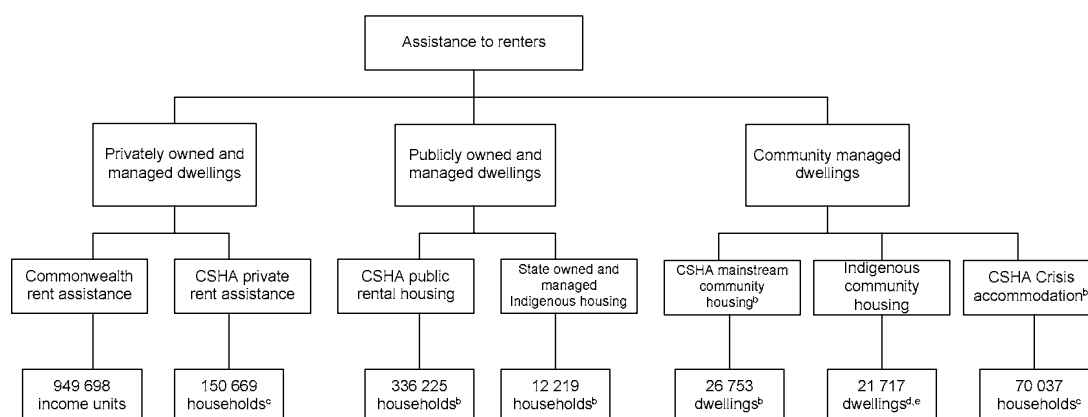 Assistance to renters
Privately owned and
managed dwellings
Publicly owned and
managed dwellings
Community managed
dwellings
Commonwealth
rent assistance
CSHA private
rent assistance
CSHA public
rental housing
State owned and
managed
Indigenous housing
CSHA mainstream
community
housingᵇ
Indigenous
community
housing
CSHA Crisis
accommodationᵇ
949 698
income units
150 669
householdsᶜ
336 225
householdsᵇ
12 219
householdsᵇ
26 753
dwellingsᵇ
21 717
dwellingsᵈ,ᵉ
70 037
householdsᶜ